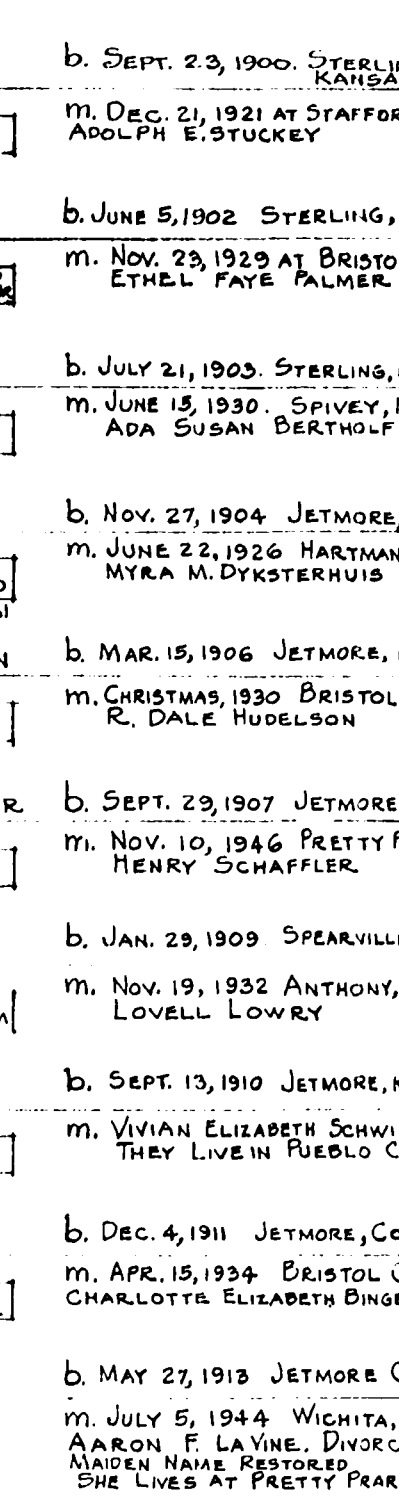 b. SEPT. 23, 1900. STERLI
KANSA
m. DEC. 21, 1921 AT STAFFOR
ADOLPH E. STUCKEY
b. JUNE 5, 1902 STERLING,
m. NOV. 23, 1929 AT BRISTO
ETHEL FAYE PALMER
b. JULY 21, 1903. STERLING,
m. JUNE 15, 1930. SPIVEY,
ADA SUSAN BERTHOLF
b. NOV. 27, 1904 JETMORE,
m. JUNE 22, 1926 HARTMAN
MYRA M. DYKSTERHUIS
N b. MAR. 15, 1906 JETMORE,
m. CHRISTMAS, 1930 BRISTOL
R. DALE HUDELSON
R b. SEPT. 29, 1907 JETMORE
m. NOV. 10, 1946 PRETTY P
HENRY SCHAFFLER
b. JAN. 29, 1909 SPEARVILL
m. NOV. 19, 1932 ANTHONY,
LOVELL LOWRY
b. SEPT. 13, 1910 JETMORE, K
m. VIVIAN ELIZABETH SCHWI
THEY LIVE IN PUEBLO C
b. DEC. 4, 1911 JETMORE, CO
m. APR. 15, 1934 BRISTOL C
CHARLOTTE ELIZABETH BINGE
b. MAY 27, 1913 JETMORE C
m. JULY 5, 1944 WICHITA,
AARON F. LAVINE. DIVORC
MAIDEN NAME RESTORED
SHE LIVES AT PRETTY PRAR